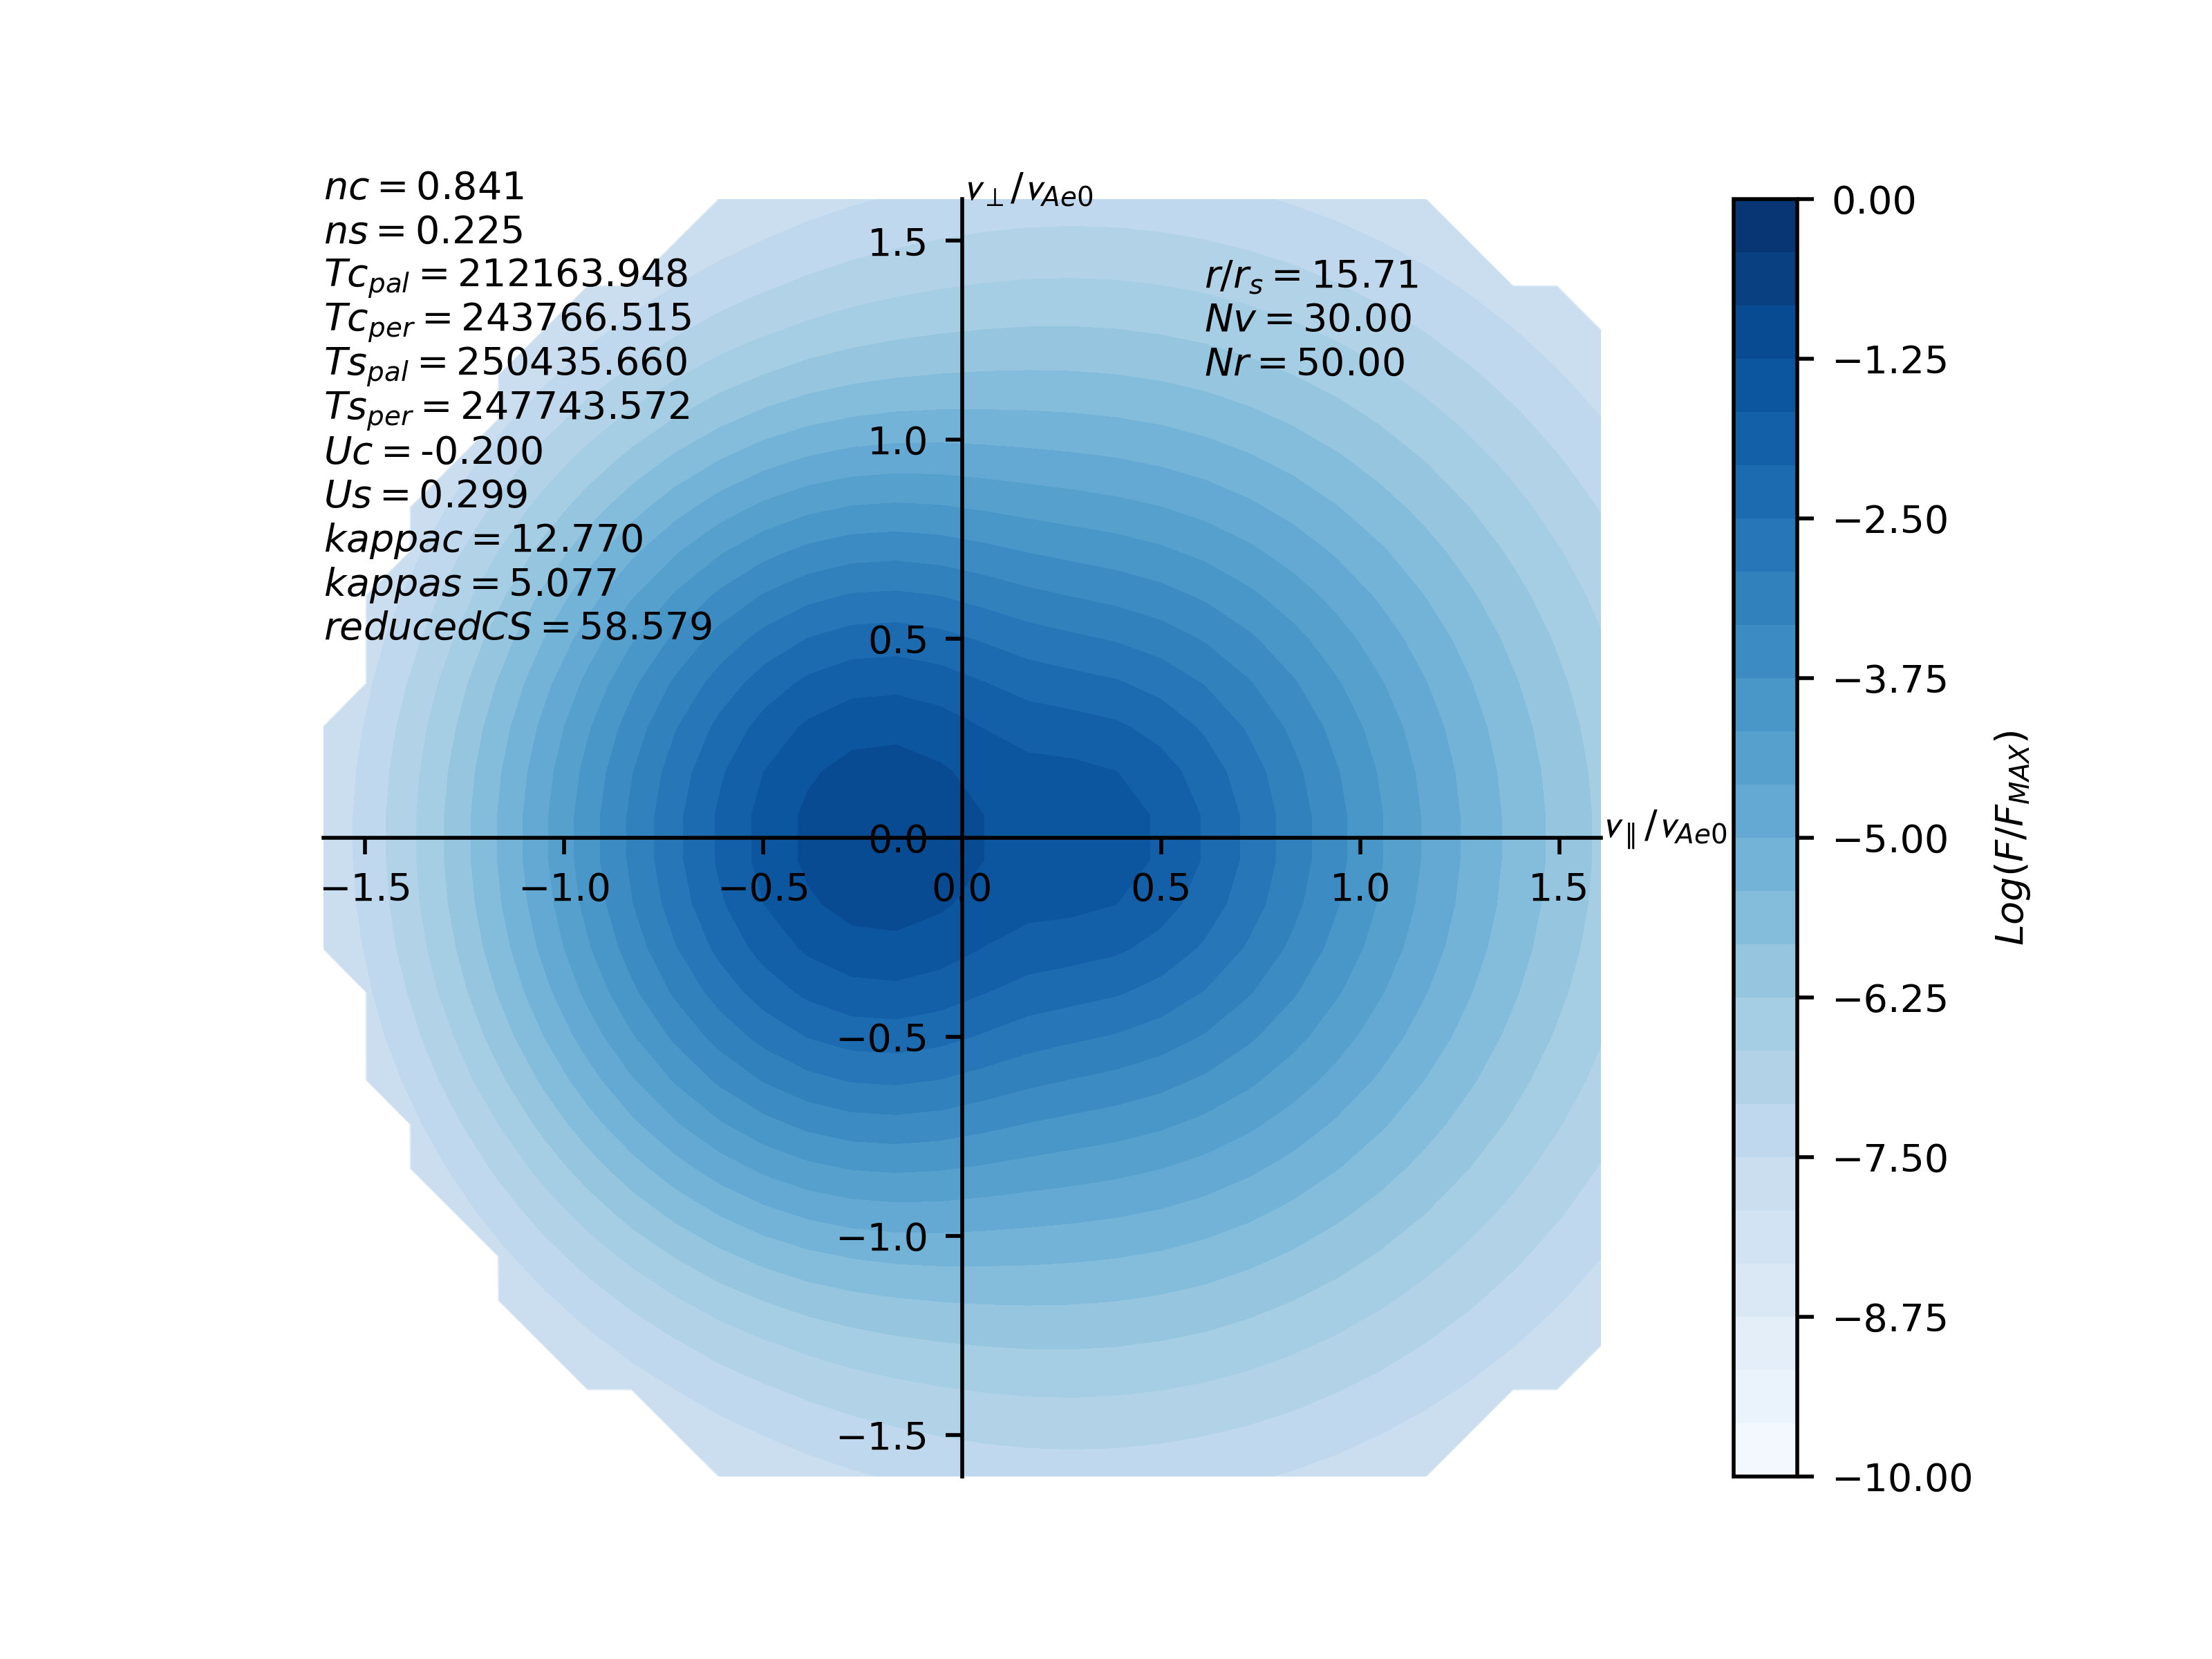 nc = 0.841
ns = 0.225
Tc_pal = 212163.948
Tc_per = 243766.515
Ts_pal = 250435.660
Ts_per = 247743.572
Uc = -0.200
Us = 0.299
kappac = 12.770
kappas = 5.077
reducedCS = 58.579
v⊥/vAe0
r/r_s = 15.71
Nv = 30.00
Nr = 50.00
1.5
1.0
0.5
0.0
−0.5
−1.0
−1.5
−1.5 −1.0 −0.5 0.0 0.5 1.0 1.5
v∥/vAe0
0.00
−1.25
−2.50
−3.75
−5.00
−6.25
−7.50
−8.75
−10.00
Log(F/F_MAX)